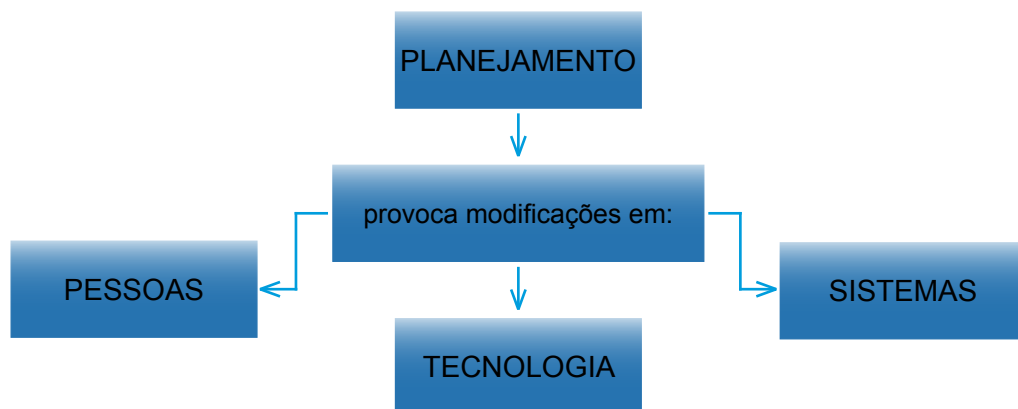 PLANEJAMENTO
provoca modificações em:
PESSOAS
SISTEMAS
TECNOLOGIA